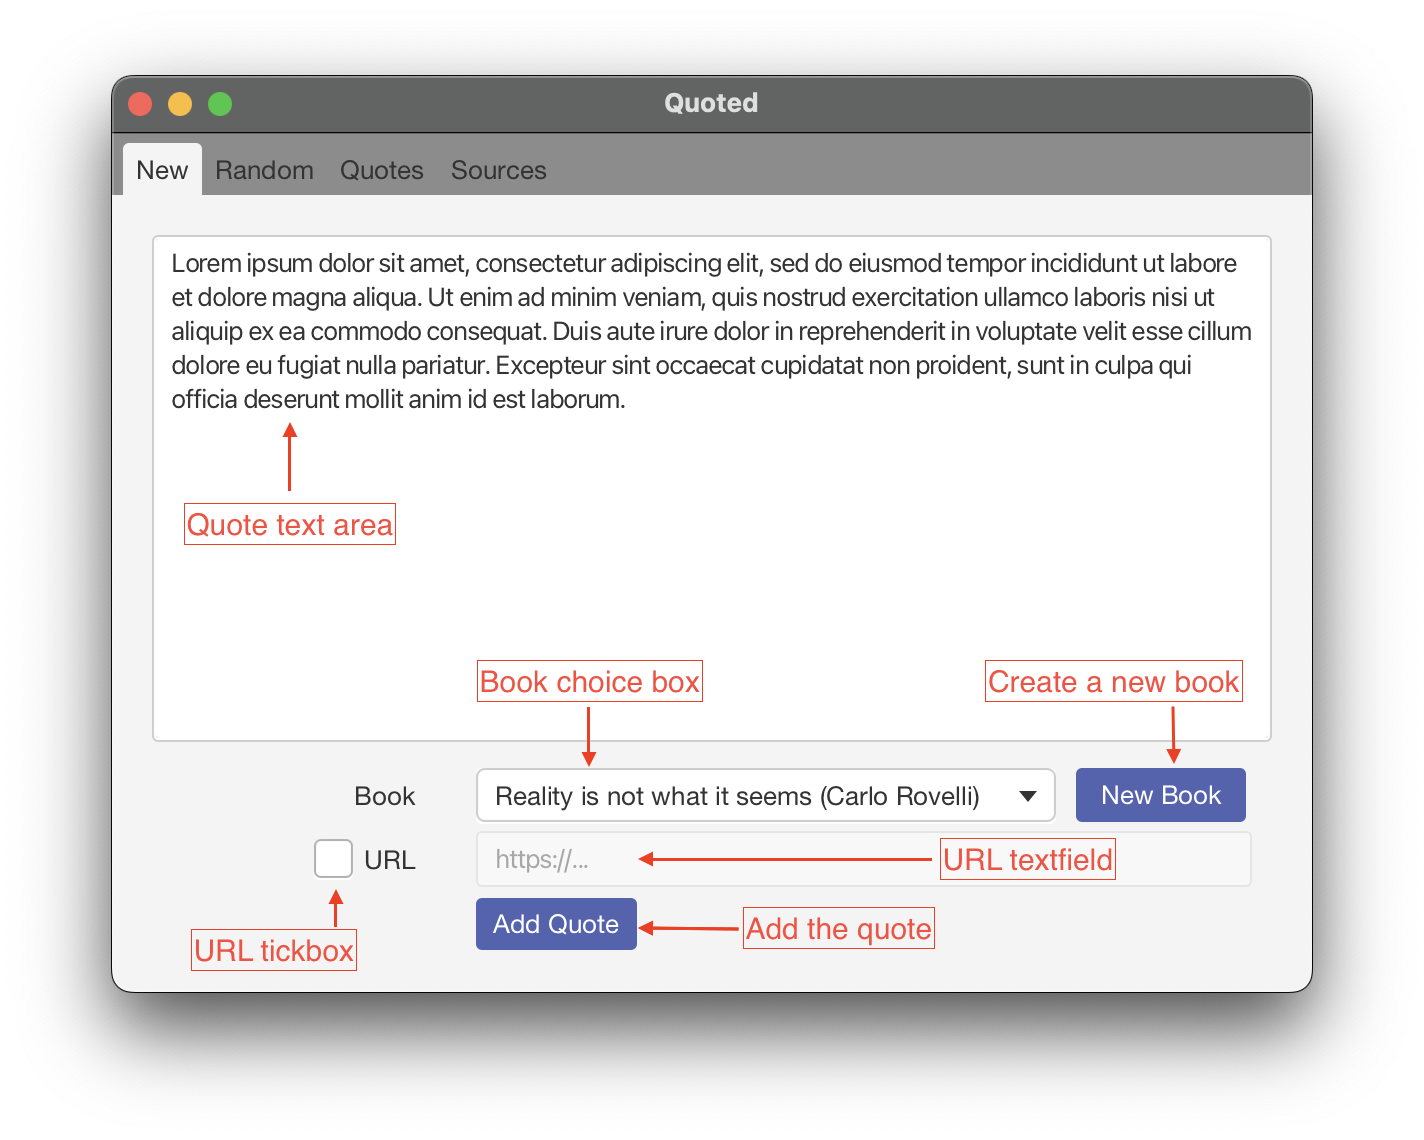 Quoted
New Random Quotes Sources
Lorem ipsum dolor sit amet, consectetur adipiscing elit, sed do eiusmod tempor incididunt ut labore
et dolore magna aliqua. Ut enim ad minim veniam, quis nostrud exercitation ullamco laboris nisi ut
aliquip ex ea commodo consequat. Duis aute irure dolor in reprehenderit in voluptate velit esse cillum
dolore eu fugiat nulla pariatur. Excepteur sint occaecat cupidatat non proident, sunt in culpa qui
officia deserunt mollit anim id est laborum.
Quote text area
Book choice box
Create a new book
Book
Reality is not what it seems (Carlo Rovelli)
New Book
URL
https://...
URL textfield
Add Quote
Add the quote
URL tickbox